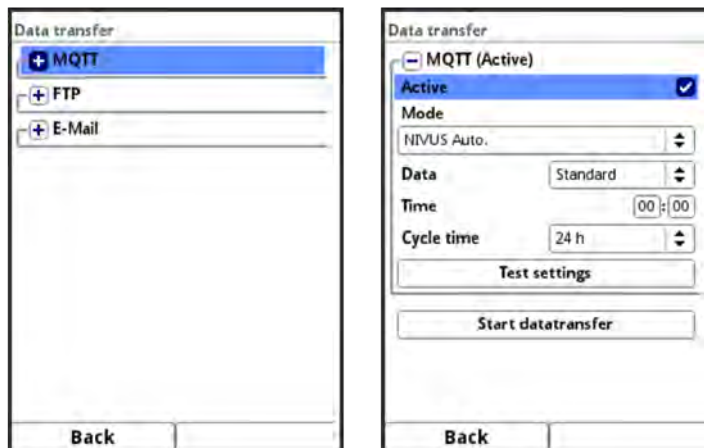 Data transfer
MQTT
FTP
E-Mail
Back
Data transfer
MQTT (Active)
Active
Mode
NIVUS Auto.
Data Standard
Time 00:00
Cycle time 24 h
Test settings
Start datatransfer
Back